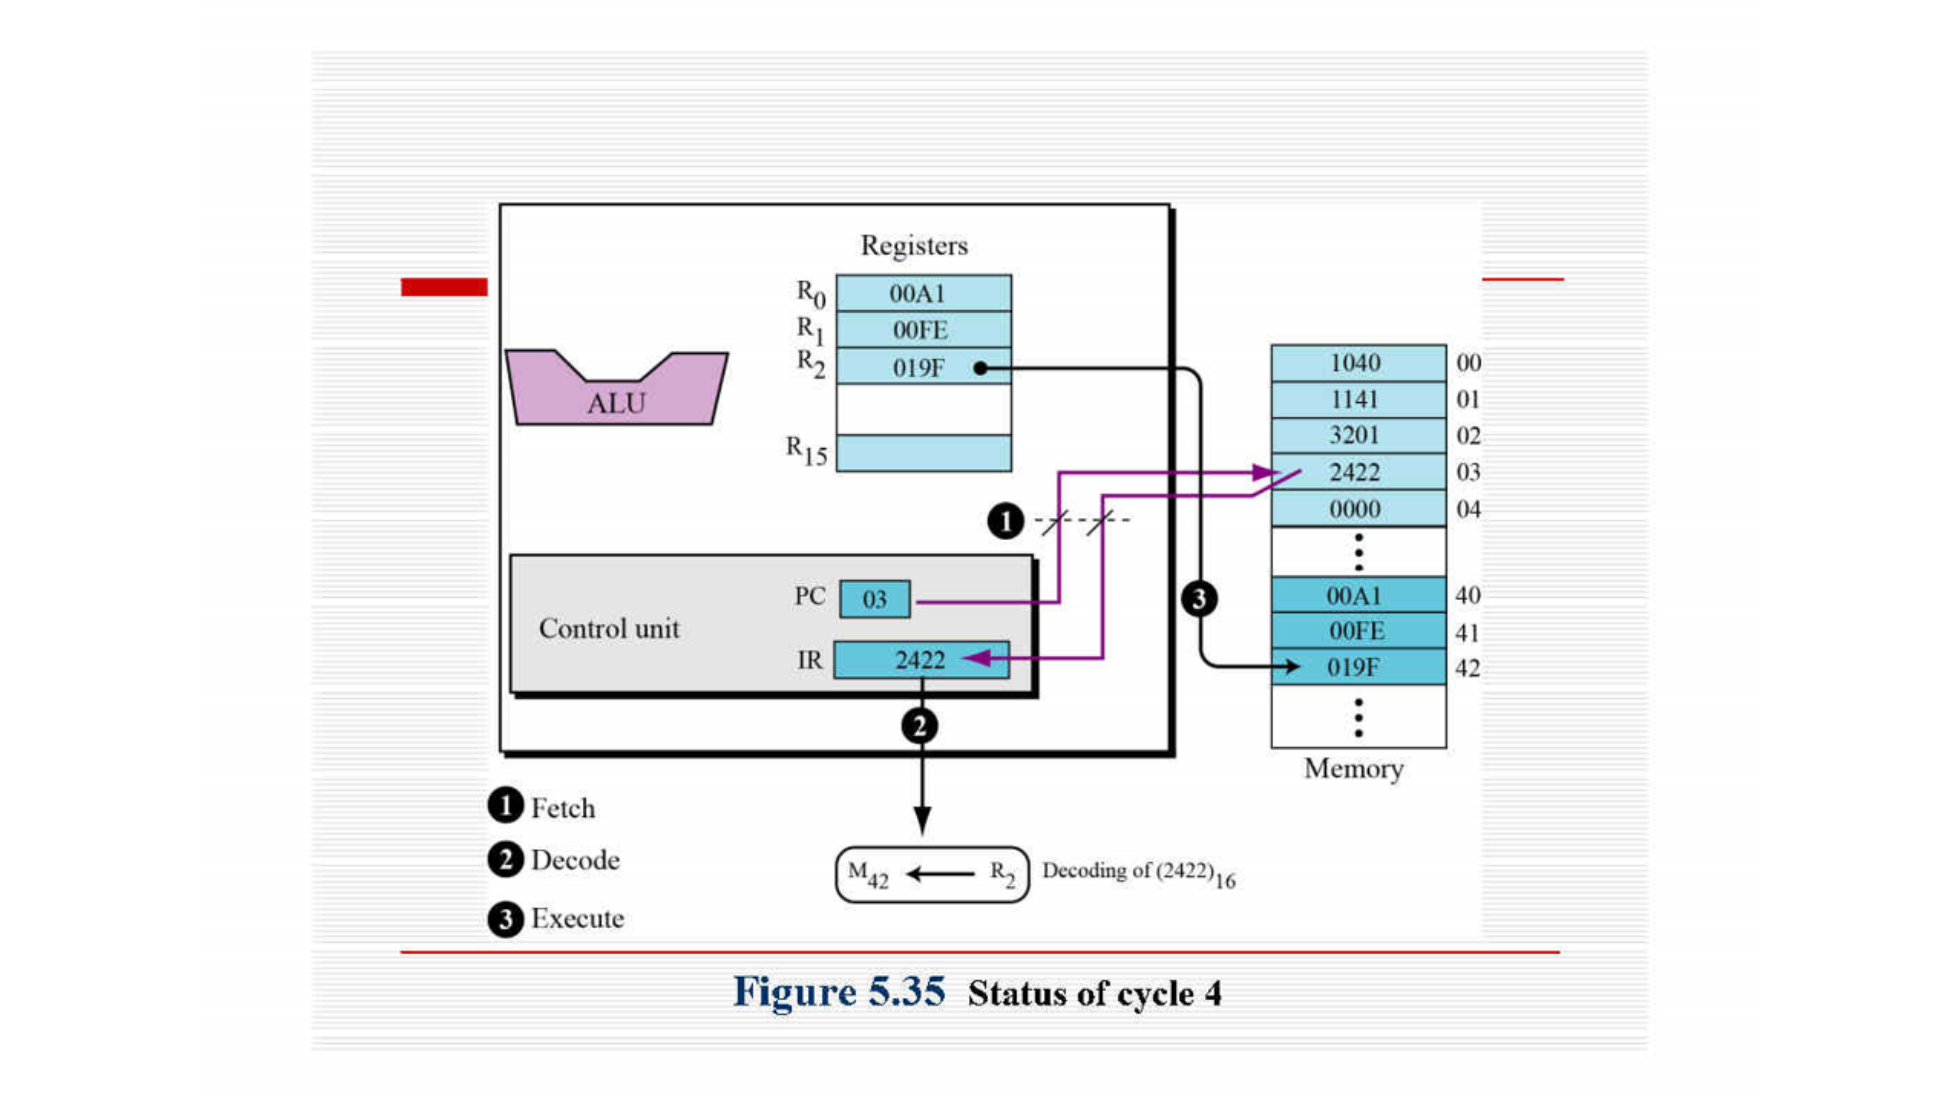 Registers
R0 00A1
R1 00FE
R2 019F
R15
ALU
1040 00
1141 01
3201 02
2422 03
0000 04
00A1 40
00FE 41
019F 42
Memory
1
3
Control unit
PC 03
IR 2422
2
1 Fetch
2 Decode
3 Execute
M42 ← R2 Decoding of (2422)16
Figure 5.35 Status of cycle 4